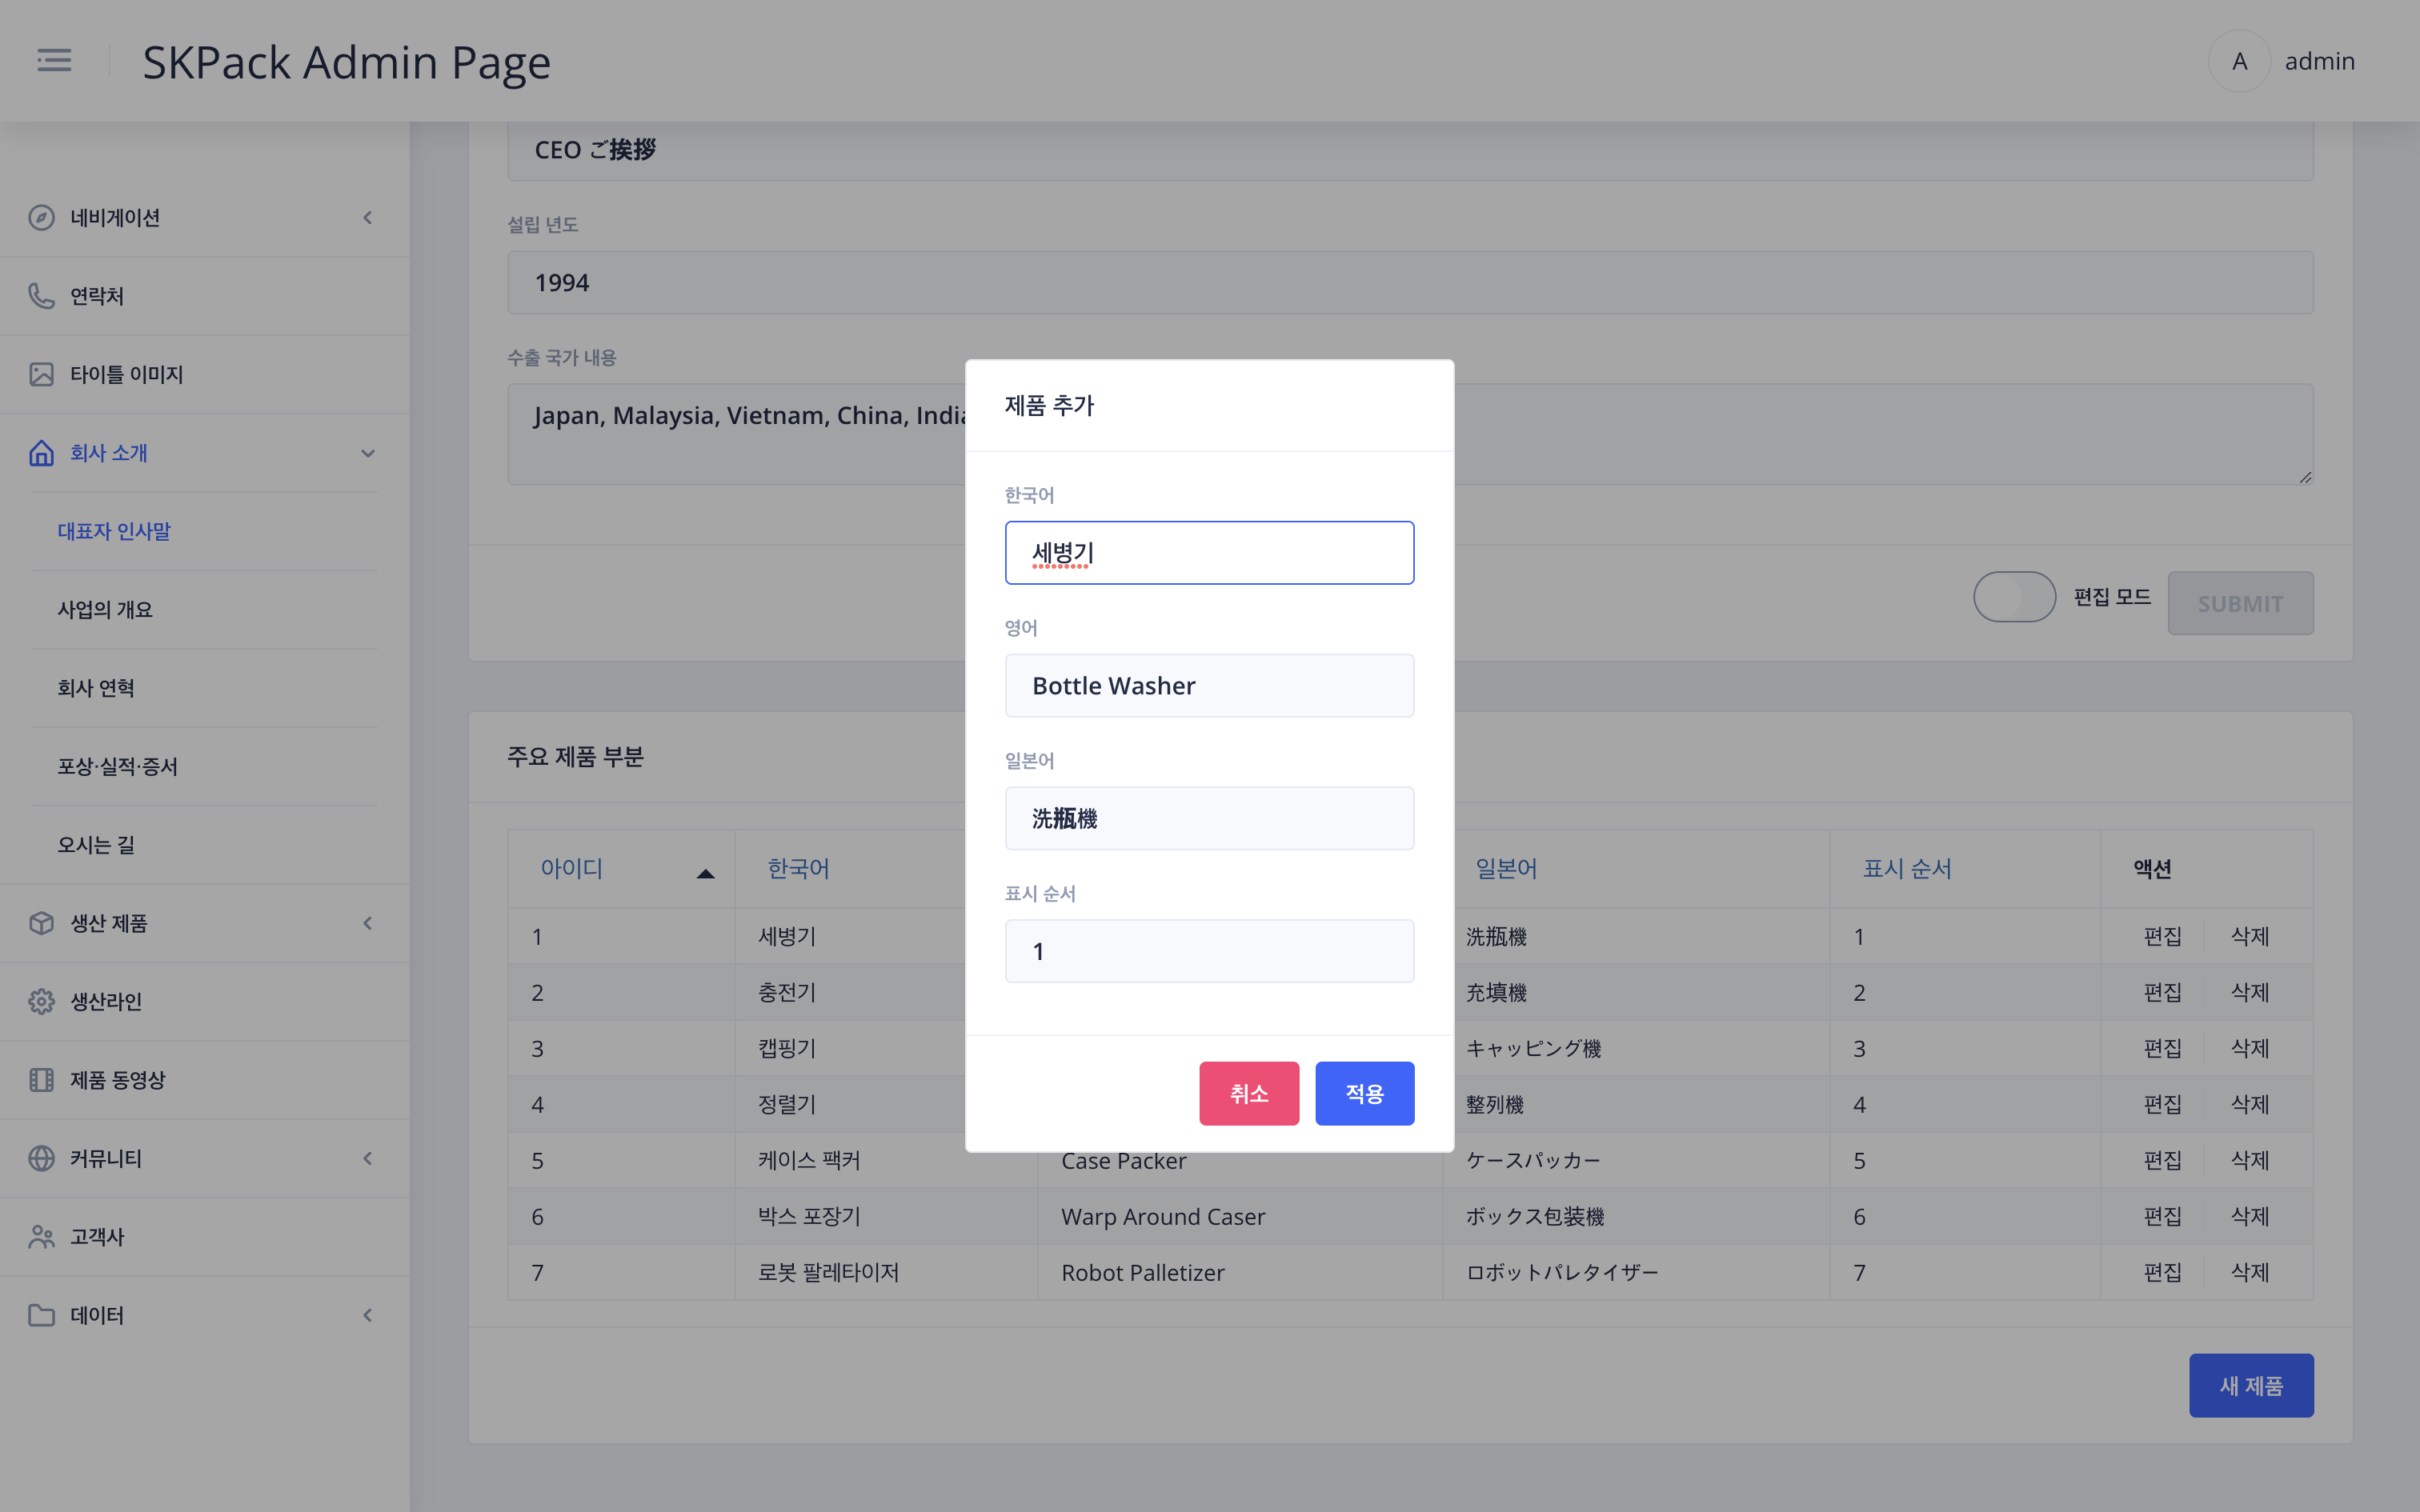 SKPack Admin Page
A admin
네비게이션
연락처
타이틀 이미지
회사 소개
대표자 인사말
사업의 개요
회사 연혁
포상·실적·증서
오시는 길
생산 제품
생산라인
제품 동영상
커뮤니티
고객사
데이터
CEO ご挨拶
설립 년도
1994
수출 국가 내용
Japan, Malaysia, Vietnam, China, India
편집 모드 SUBMIT
제품 추가
한국어
세병기
영어
Bottle Washer
일본어
洗瓶機
표시 순서
1
취소 적용
주요 제품 부분
아이디 한국어 일본어 표시 순서 액션
1 세병기 洗瓶機 1 편집 삭제
2 충전기 充填機 2 편집 삭제
3 캡핑기 キャッピング機 3 편집 삭제
4 정렬기 整列機 4 편집 삭제
5 케이스 팩커 Case Packer ケースパッカー 5 편집 삭제
6 박스 포장기 Warp Around Caser ボックス包装機 6 편집 삭제
7 로봇 팔레타이저 Robot Palletizer ロボットパレタイザー 7 편집 삭제
새 제품